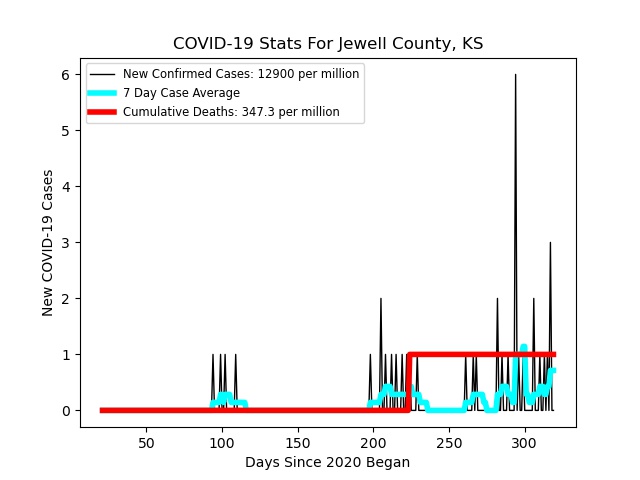 COVID-19 Stats For Jewell County, KS
New Confirmed Cases: 12900 per million
7 Day Case Average
Cumulative Deaths: 347.3 per million
New COVID-19 Cases
6
5
4
3
2
1
0
50 100 150 200 250 300
Days Since 2020 Began